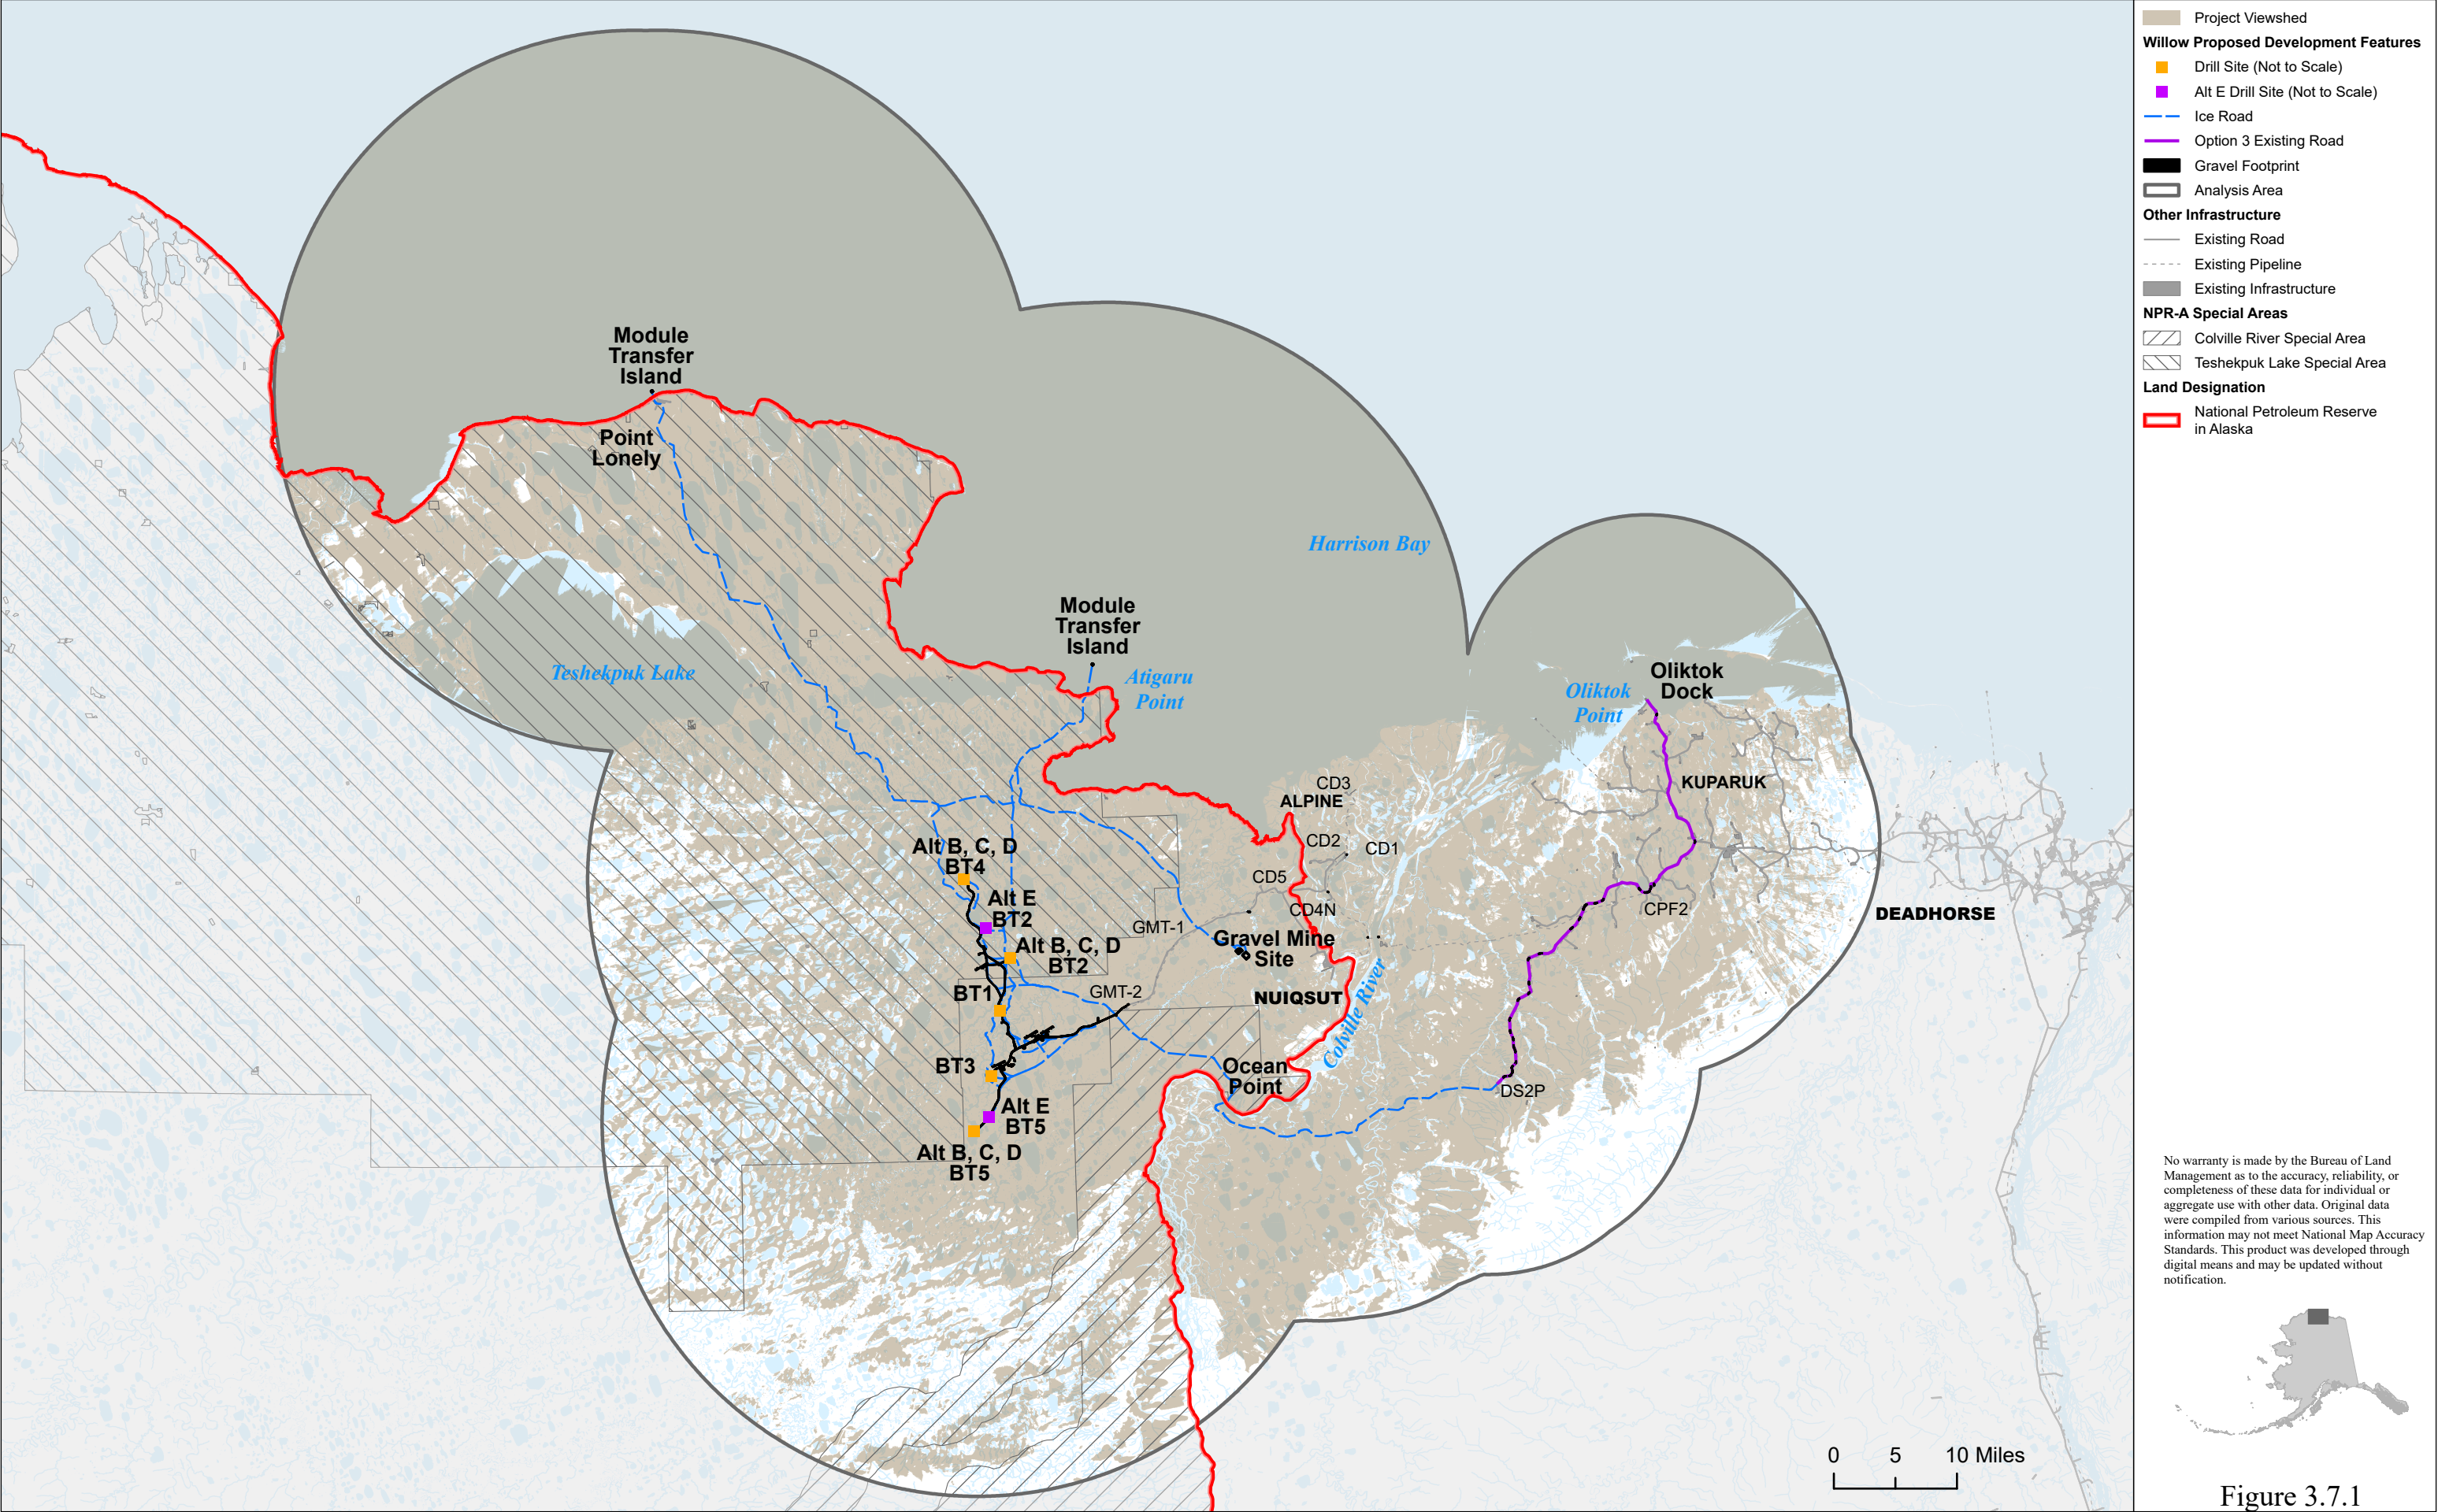 Module
Transfer
Island
Point
Lonely
Harrison Bay
Teshekpuk Lake
Module
Transfer
Island
Atigaru
Point
Oliktok
Point
Oliktok
Dock
KUPARUK
CD3
ALPINE
CD2
CD1
CD5
CD4N
CPF2
DEADHORSE
Alt B, C, D
BT4
Alt E
BT2
Alt B, C, D
BT2
GMT-1
Gravel Mine
Site
BT1
GMT-2
NUIQSUT
Colville River
BT3
Ocean
Point
DS2P
Alt E
BT5
Alt B, C, D
BT5
0 5 10 Miles
Project Viewshed
Willow Proposed Development Features
Drill Site (Not to Scale)
Alt E Drill Site (Not to Scale)
Ice Road
Option 3 Existing Road
Gravel Footprint
Analysis Area
Other Infrastructure
Existing Road
Existing Pipeline
Existing Infrastructure
NPR-A Special Areas
Colville River Special Area
Teshekpuk Lake Special Area
Land Designation
National Petroleum Reserve
in Alaska
No warranty is made by the Bureau of Land
Management as to the accuracy, reliability, or
completeness of these data for individual or
aggregate use with other data. Original data
were compiled from various sources. This
information may not meet National Map Accuracy
Standards. This product was developed through
digital means and may be updated without
notification.
Figure 3.7.1